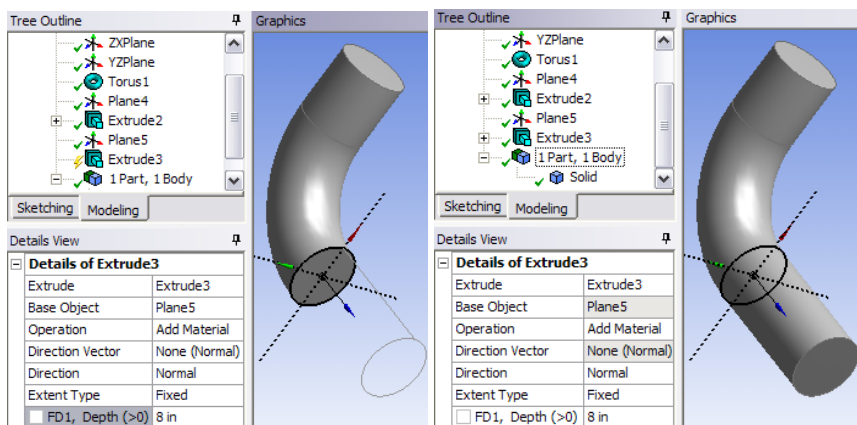 Tree Outline
ZXPlane
YZPlane
Torus1
Plane4
Extrude2
Plane5
Extrude3
1 Part, 1 Body
Sketching Modeling
Details View
Details of Extrude3
Extrude Extrude3
Base Object Plane5
Operation Add Material
Direction Vector None (Normal)
Direction Normal
Extent Type Fixed
FD1, Depth (>0) 8 in
Graphics
Tree Outline
YZPlane
Torus1
Plane4
Extrude2
Plane5
Extrude3
1 Part, 1 Body
Solid
Sketching Modeling
Details View
Details of Extrude3
Extrude Extrude3
Base Object Plane5
Operation Add Material
Direction Vector None (Normal)
Direction Normal
Extent Type Fixed
FD1, Depth (>0) 8 in
Graphics